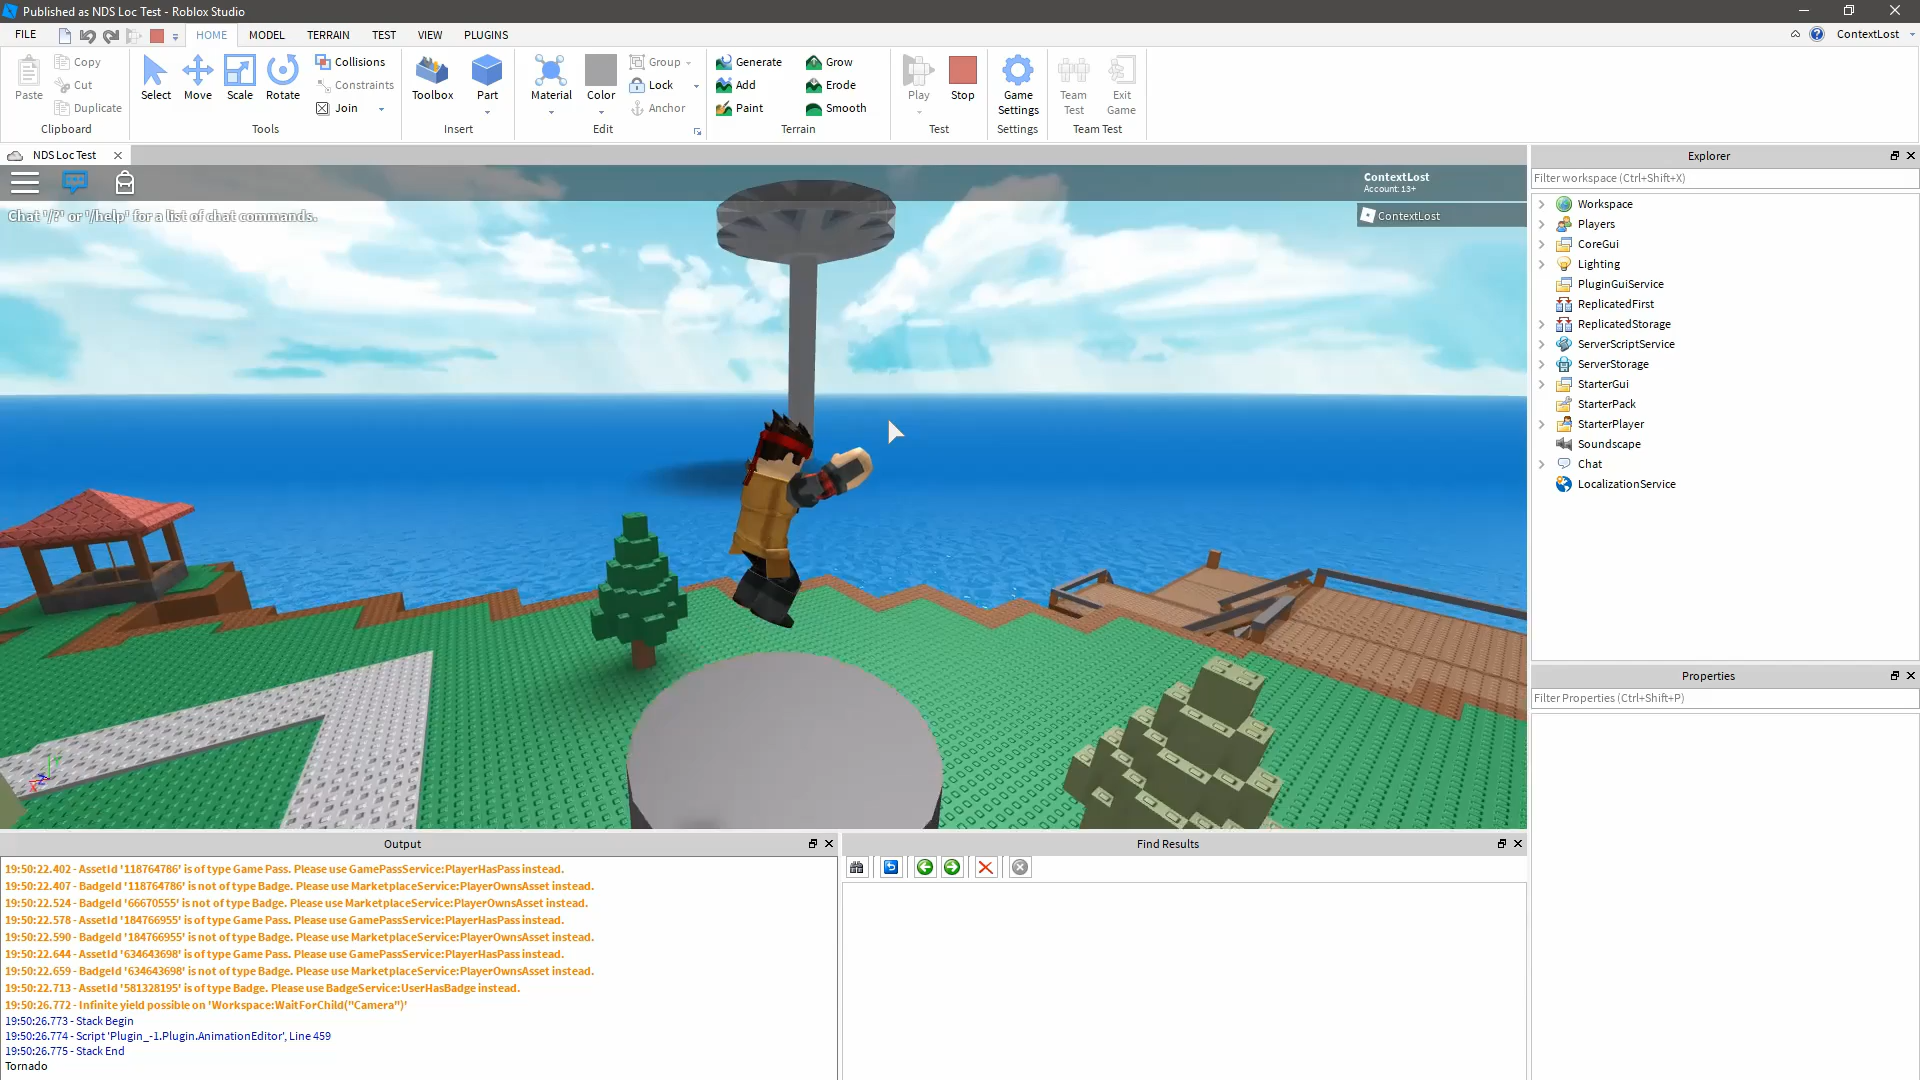 Published as NDS Loc Test - Roblox Studio
FILE HOME MODEL TERRAIN TEST VIEW PLUGINS ContextLost
Paste Copy Cut Duplicate
Clipboard
Select Move Scale Rotate Collisions Constraints Join
Tools
Toolbox Part
Insert
Material Color Group Lock Anchor
Edit
Generate Grow
Add Erode
Paint Smooth
Terrain
Play Stop
Test
Game Settings
Settings
Team Test Exit Game
Team Test
NDS Loc Test
Chat '/?' or '/help' for a list of chat commands.
ContextLost
Account: 13+
ContextLost
Explorer
Filter workspace (Ctrl+Shift+X)
Workspace
Players
CoreGui
Lighting
PluginGuiService
ReplicatedFirst
ReplicatedStorage
ServerScriptService
ServerStorage
StarterGui
StarterPack
StarterPlayer
Soundscape
Chat
LocalizationService
Properties
Filter Properties (Ctrl+Shift+P)
Output
19:50:22.402 - AssetId '118764786' is of type Game Pass. Please use GamePassService:PlayerHasPass instead.
19:50:22.407 - BadgeId '118764786' is not of type Badge. Please use MarketplaceService:PlayerOwnsAsset instead.
19:50:22.524 - BadgeId '66670555' is not of type Badge. Please use MarketplaceService:PlayerOwnsAsset instead.
19:50:22.578 - AssetId '184766955' is of type Game Pass. Please use GamePassService:PlayerHasPass instead.
19:50:22.590 - BadgeId '184766955' is not of type Badge. Please use MarketplaceService:PlayerOwnsAsset instead.
19:50:22.644 - AssetId '634643698' is of type Game Pass. Please use GamePassService:PlayerHasPass instead.
19:50:22.659 - BadgeId '634643698' is not of type Badge. Please use MarketplaceService:PlayerOwnsAsset instead.
19:50:22.713 - AssetId '581328195' is of type Badge. Please use BadgeService:UserHasBadge instead.
19:50:26.772 - Infinite yield possible on 'Workspace:WaitForChild("Camera")'
19:50:26.773 - Stack Begin
19:50:26.774 - Script 'Plugin_-1.Plugin.AnimationEditor', Line 459
19:50:26.775 - Stack End
Tornado
Find Results